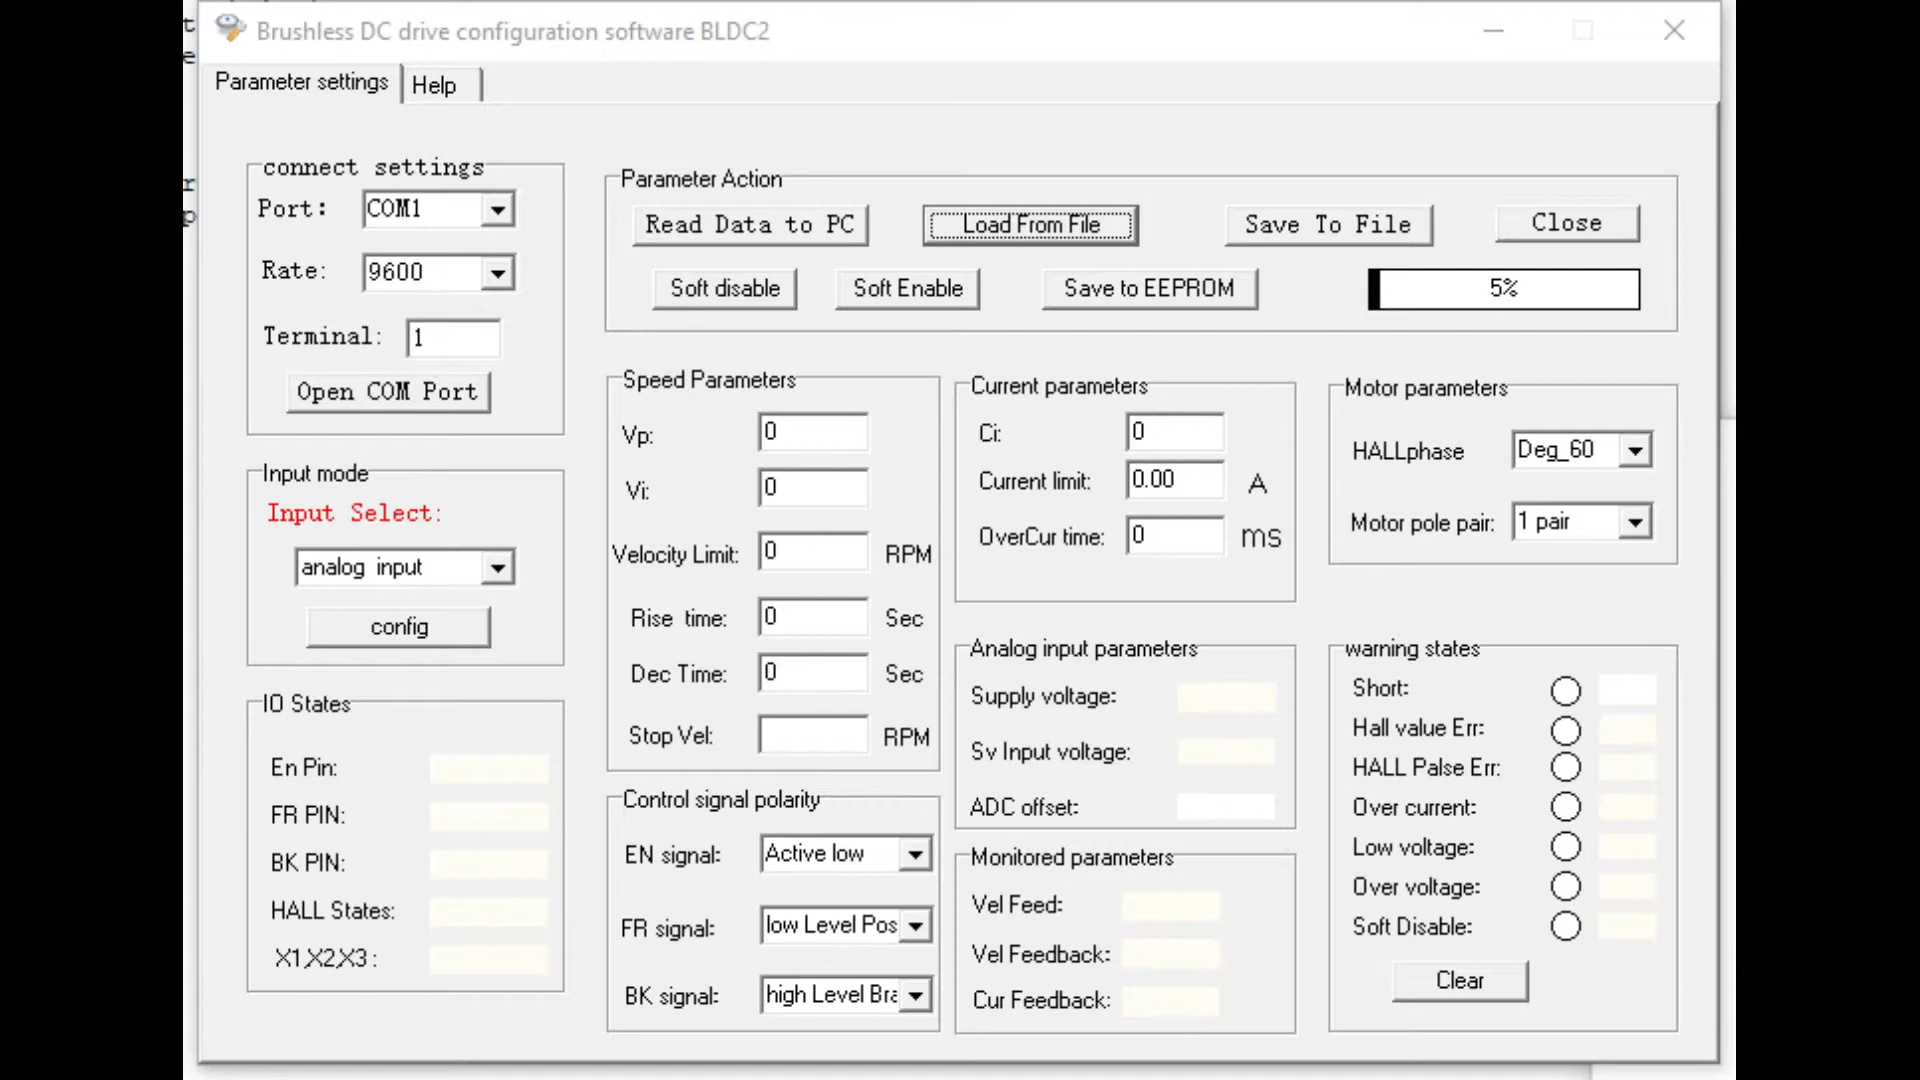 Brushless DC drive configuration software BLDC2
Parameter settings
Help
connect settings
Port: COM1
Rate: 9600
Terminal: 1
Open COM Port
Input mode
Input Select:
analog input
config
IO States
En Pin:
FR PIN:
BK PIN:
HALL States:
X1,X2,X3 :
Parameter Action
Read Data to PC
Load From File
Save To File
Close
Soft disable
Soft Enable
Save to EEPROM
5%
Speed Parameters
Vp: 0
Vi: 0
Velocity Limit: 0 RPM
Rise time: 0 Sec
Dec Time: 0 Sec
Stop Vel: RPM
Control signal polarity
EN signal: Active low
FR signal: low Level Pos
BK signal: high Level Bra
Current parameters
Ci: 0
Current limit: 0.00 A
OverCur time: 0 ms
Analog input parameters
Supply voltage:
Sv Input voltage:
ADC offset:
Monitored parameters
Vel Feed:
Vel Feedback:
Cur Feedback:
Motor parameters
HALLphase Deg_60
Motor pole pair: 1 pair
warning states
Short:
Hall value Err:
HALL Palse Err:
Over current:
Low voltage:
Over voltage:
Soft Disable:
Clear